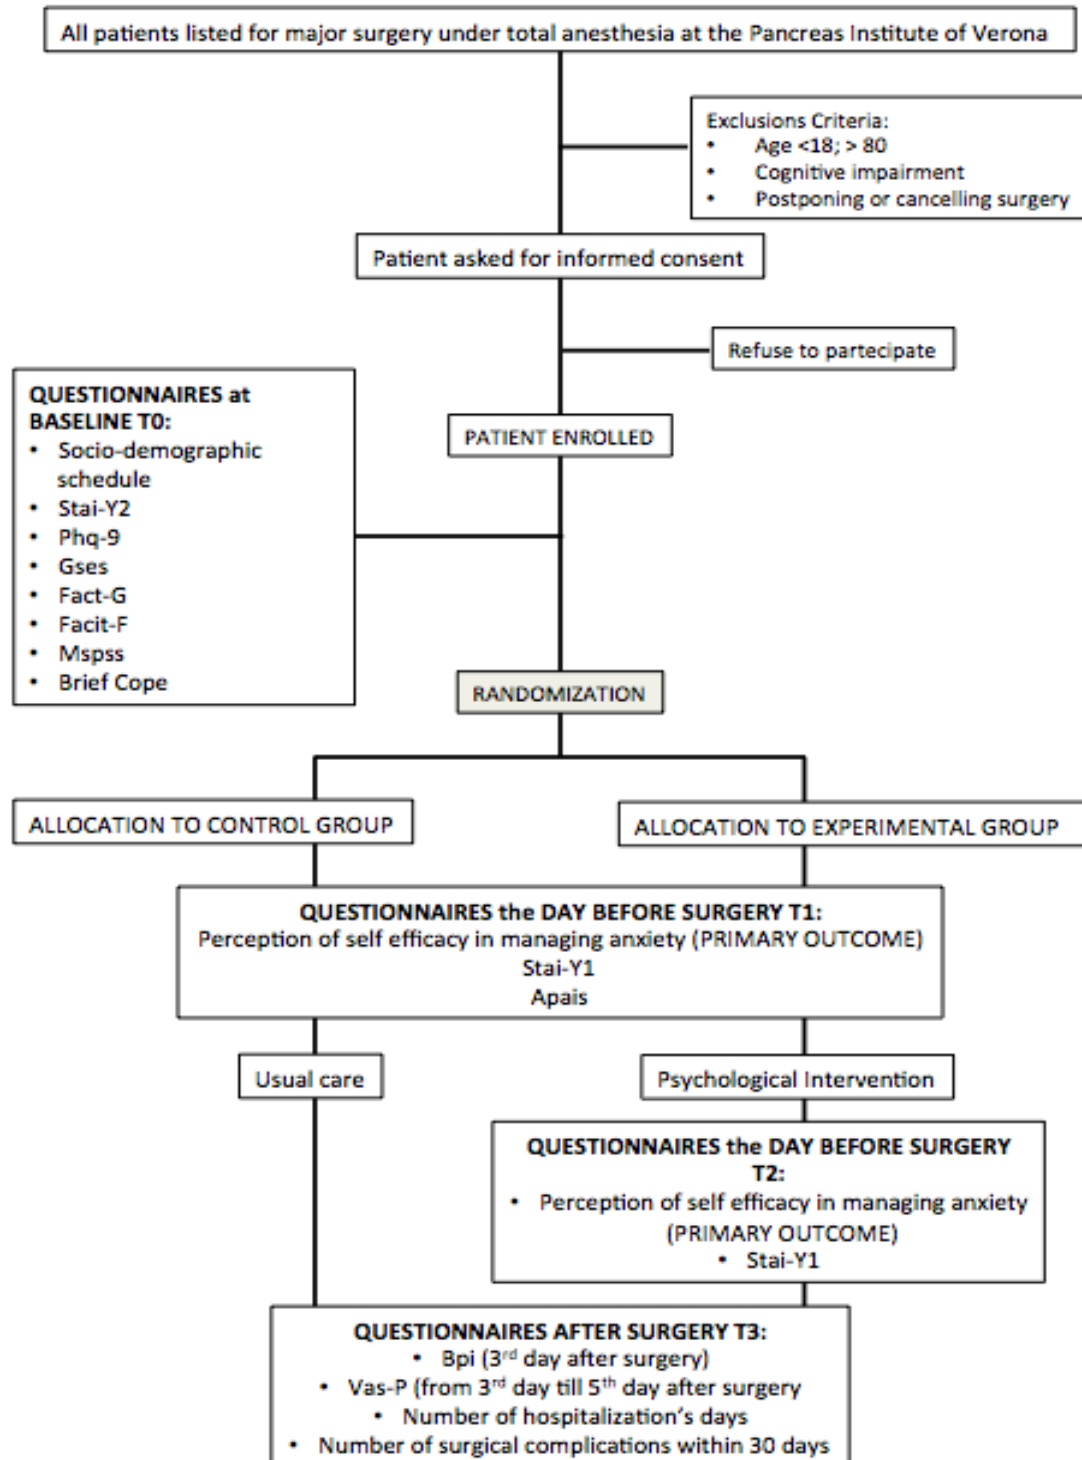 All patients listed for major surgery under total anesthesia at the Pancreas Institute of Verona
Exclusions Criteria:
• Age <18; > 80
• Cognitive impairment
• Postponing or cancelling surgery
Patient asked for informed consent
Refuse to partecipate
QUESTIONNAIRES at
BASELINE T0:
• Socio-demographic
schedule
• Stai-Y2
• Phq-9
• Gses
• Fact-G
• Facit-F
• Mspss
• Brief Cope
PATIENT ENROLLED
RANDOMIZATION
ALLOCATION TO CONTROL GROUP
ALLOCATION TO EXPERIMENTAL GROUP
QUESTIONNAIRES the DAY BEFORE SURGERY T1:
Perception of self efficacy in managing anxiety (PRIMARY OUTCOME)
Stai-Y1
Apais
Usual care
Psychological Intervention
QUESTIONNAIRES the DAY BEFORE SURGERY
T2:
• Perception of self efficacy in managing anxiety
(PRIMARY OUTCOME)
• Stai-Y1
QUESTIONNAIRES AFTER SURGERY T3:
• Bpi (3rd day after surgery)
• Vas-P (from 3rd day till 5th day after surgery
• Number of hospitalization's days
• Number of surgical complications within 30 days